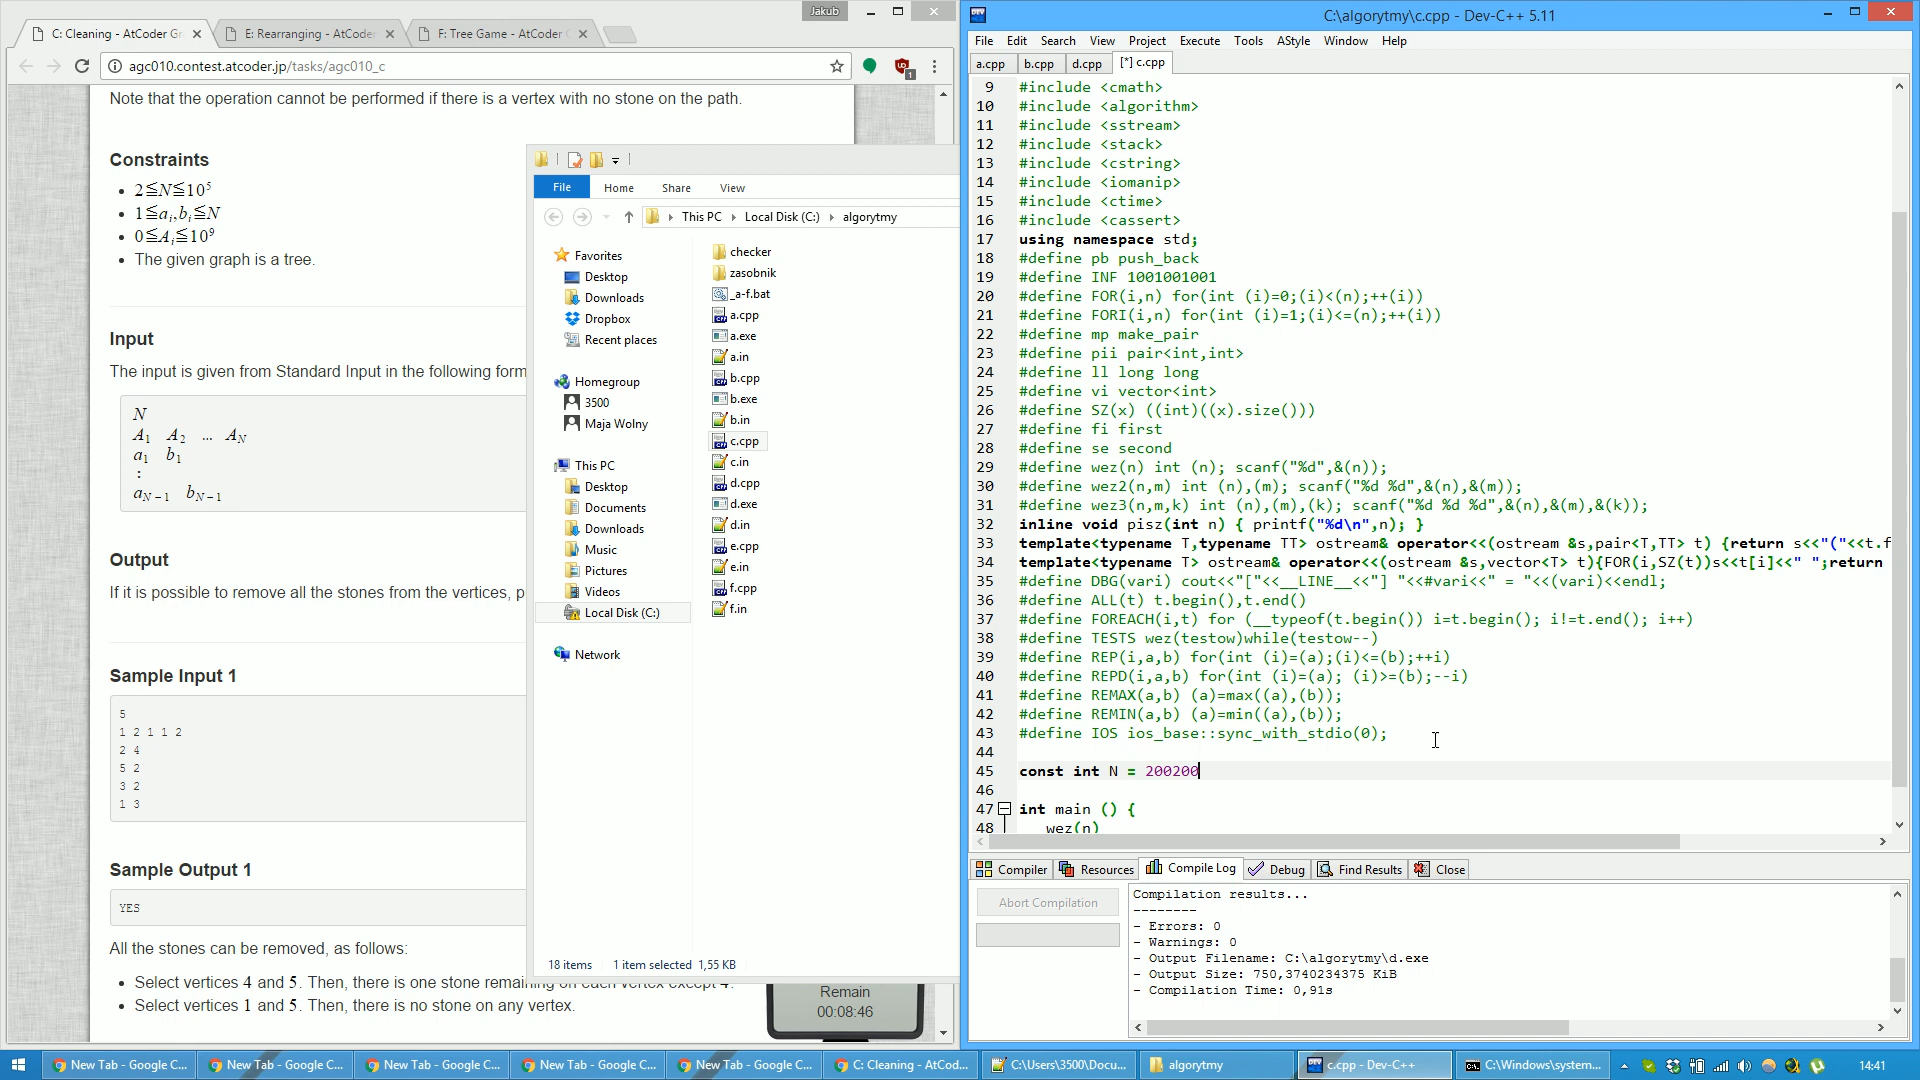 Jakub
C: Cleaning - AtCoder Gr
E: Rearranging - AtCoder
F: Tree Game - AtCoder
agc010.contest.atcoder.jp/tasks/agc010_c
Note that the operation cannot be performed if there is a vertex with no stone on the path.
Constraints
2≦N≦10⁵
1≦aᵢ,bᵢ≦N
0≦Aᵢ≦10⁹
The given graph is a tree.
Input
The input is given from Standard Input in the following form
N
A₁ A₂ … A_N
a₁ b₁
:
a_{N−1} b_{N−1}
Output
If it is possible to remove all the stones from the vertices, p
Sample Input 1
5
1 2 1 1 2
2 4
5 2
3 2
1 3
Sample Output 1
YES
All the stones can be removed, as follows:
Select vertices 4 and 5. Then, there is one stone remaining on each vertex except 4.
Select vertices 1 and 5. Then, there is no stone on any vertex.
Remain
00:08:46
File Home Share View
This PC Local Disk (C:) algorytmy
Favorites
Desktop
Downloads
Dropbox
Recent places
Homegroup
3500
Maja Wolny
This PC
Desktop
Documents
Downloads
Music
Pictures
Videos
Local Disk (C:)
Network
checker
zasobnik
_a-f.bat
a.cpp
a.exe
a.in
b.cpp
b.exe
b.in
c.cpp
c.in
d.cpp
d.exe
d.in
e.cpp
e.in
f.cpp
f.in
18 items 1 item selected 1,55 KB
C:\algorytmy\c.cpp - Dev-C++ 5.11
File Edit Search View Project Execute Tools AStyle Window Help
a.cpp b.cpp d.cpp [*] c.cpp
9 #include <cmath>
10 #include <algorithm>
11 #include <sstream>
12 #include <stack>
13 #include <cstring>
14 #include <iomanip>
15 #include <ctime>
16 #include <cassert>
17 using namespace std;
18 #define pb push_back
19 #define INF 1001001001
20 #define FOR(i,n) for(int (i)=0;(i)<(n);++(i))
21 #define FORI(i,n) for(int (i)=1;(i)<=(n);++(i))
22 #define mp make_pair
23 #define pii pair<int,int>
24 #define ll long long
25 #define vi vector<int>
26 #define SZ(x) ((int)((x).size()))
27 #define fi first
28 #define se second
29 #define wez(n) int (n); scanf("%d",&(n));
30 #define wez2(n,m) int (n),(m); scanf("%d %d",&(n),&(m));
31 #define wez3(n,m,k) int (n),(m),(k); scanf("%d %d %d",&(n),&(m),&(k));
32 inline void pisz(int n) { printf("%d\n",n); }
33 template<typename T,typename TT> ostream& operator<<(ostream &s,pair<T,TT> t) {return s<<"("<<t.f
34 template<typename T> ostream& operator<<(ostream &s,vector<T> t){FOR(i,SZ(t))s<<t[i]<<" ";return
35 #define DBG(vari) cout<<"["<<__LINE__<<"] "<<#vari<<" = "<<(vari)<<endl;
36 #define ALL(t) t.begin(),t.end()
37 #define FOREACH(i,t) for (__typeof(t.begin()) i=t.begin(); i!=t.end(); i++)
38 #define TESTS wez(testow)while(testow--)
39 #define REP(i,a,b) for(int (i)=(a);(i)<=(b);++i)
40 #define REPD(i,a,b) for(int (i)=(a); (i)>=(b);--i)
41 #define REMAX(a,b) (a)=max((a),(b));
42 #define REMIN(a,b) (a)=min((a),(b));
43 #define IOS ios_base::sync_with_stdio(0);
44
45 const int N = 200200
46
47 int main () {
48 wez(n)
Compiler Resources Compile Log Debug Find Results Close
Abort Compilation
Compilation results...
--------
- Errors: 0
- Warnings: 0
- Output Filename: C:\algorytmy\d.exe
- Output Size: 750,3740234375 KiB
- Compilation Time: 0,91s
New Tab - Google C...
New Tab - Google C...
New Tab - Google C...
New Tab - Google C...
New Tab - Google C...
C: Cleaning - AtCod...
C:\Users\3500\Docu...
algorytmy
c.cpp - Dev-C++ ...
C:\Windows\system...
14:41